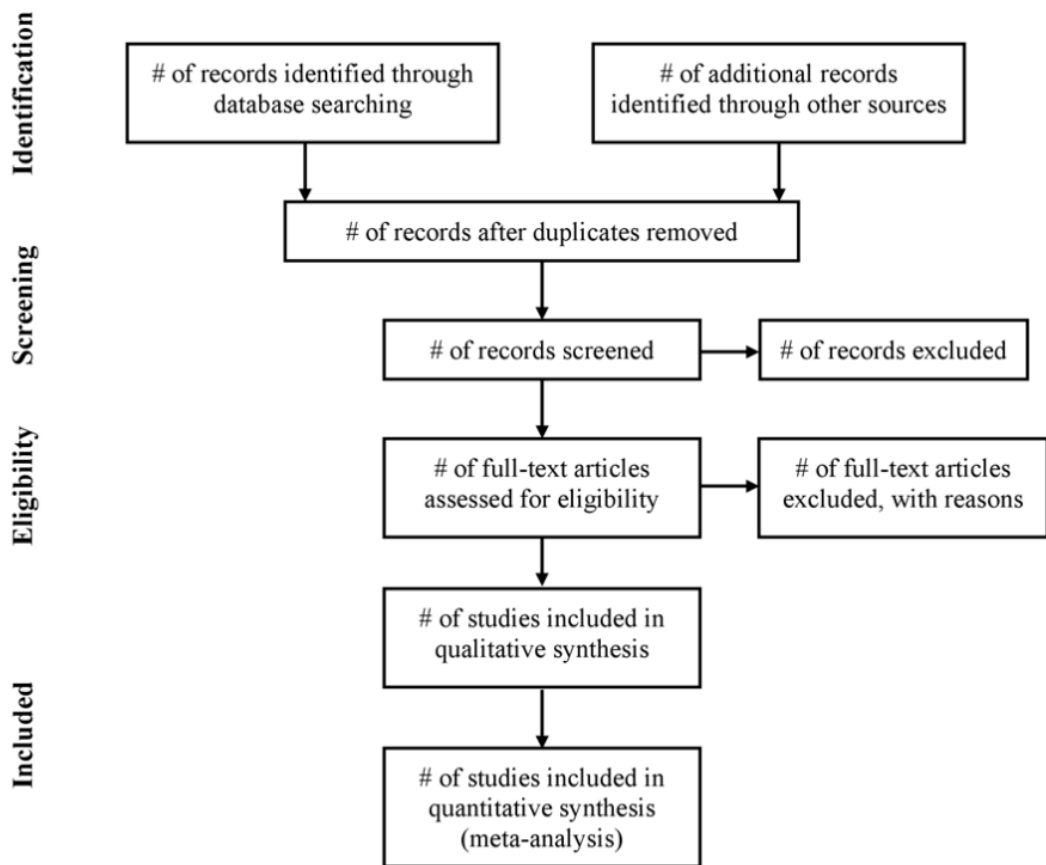 Identification
# of records identified through
database searching
# of additional records
identified through other sources
# of records after duplicates removed
Screening
# of records screened
# of records excluded
Eligibility
# of full-text articles
assessed for eligibility
# of full-text articles
excluded, with reasons
Included
# of studies included in
qualitative synthesis
# of studies included in
quantitative synthesis
(meta-analysis)